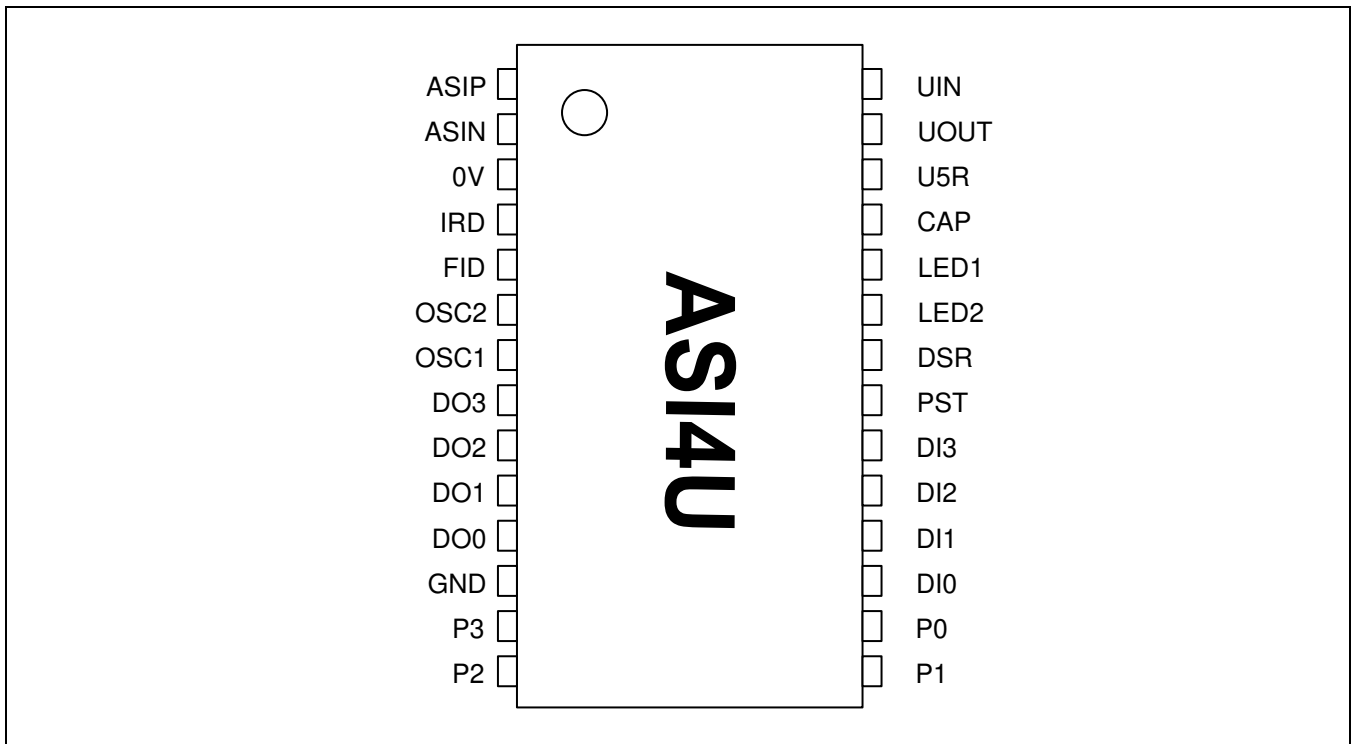 ASIP UIN
ASIN UOUT
0V U5R
IRD CAP
FID LED1
OSC2 LED2
OSC1 DSR
DO3 PST
DO2 DI3
DO1 DI2
DO0 DI1
GND DI0
P3 P0
P2 P1
ASI4U